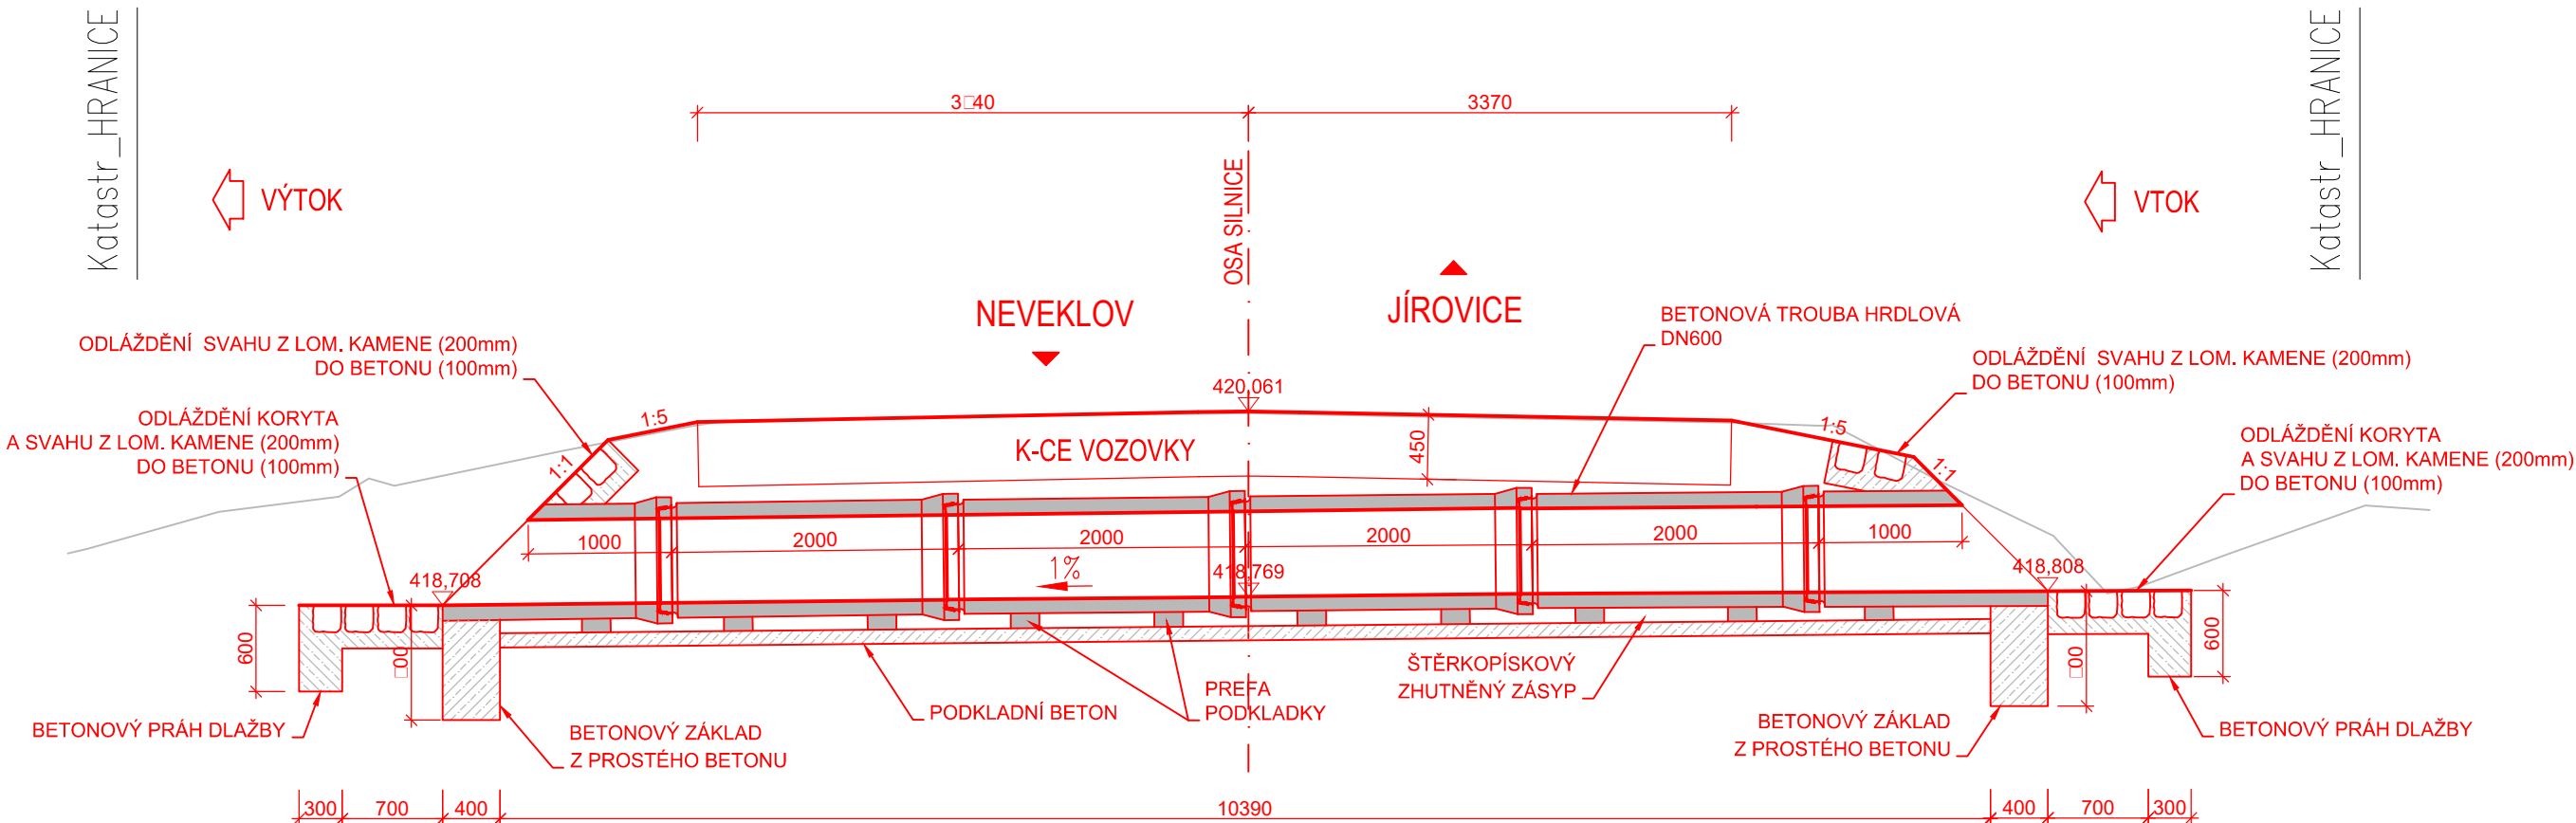 Katastr_HRANICE
Katastr_HRANICE
3□40
3370
VÝTOK
OSA SILNICE
VTOK
NEVEKLOV
JÍROVICE
BETONOVÁ TROUBA HRDLOVÁ
DN600
ODLÁŽDĚNÍ SVAHU Z LOM. KAMENE (200mm)
DO BETONU (100mm)
ODLÁŽDĚNÍ SVAHU Z LOM. KAMENE (200mm)
DO BETONU (100mm)
ODLÁŽDĚNÍ KORYTA
A SVAHU Z LOM. KAMENE (200mm)
DO BETONU (100mm)
ODLÁŽDĚNÍ KORYTA
A SVAHU Z LOM. KAMENE (200mm)
DO BETONU (100mm)
420,061
1:5
1:1
K-CE VOZOVKY
450
1:5
1:1
1000
2000
2000
2000
2000
1000
1%
418,708
418,769
418,808
600
□00
□00
600
ŠTĚRKOPÍSKOVÝ
ZHUTNĚNÝ ZÁSYP
PREFA
PODKLADKY
PODKLADNÍ BETON
BETONOVÝ PRÁH DLAŽBY
BETONOVÝ ZÁKLAD
Z PROSTÉHO BETONU
BETONOVÝ ZÁKLAD
Z PROSTÉHO BETONU
BETONOVÝ PRÁH DLAŽBY
300
700
400
10390
400
700
300